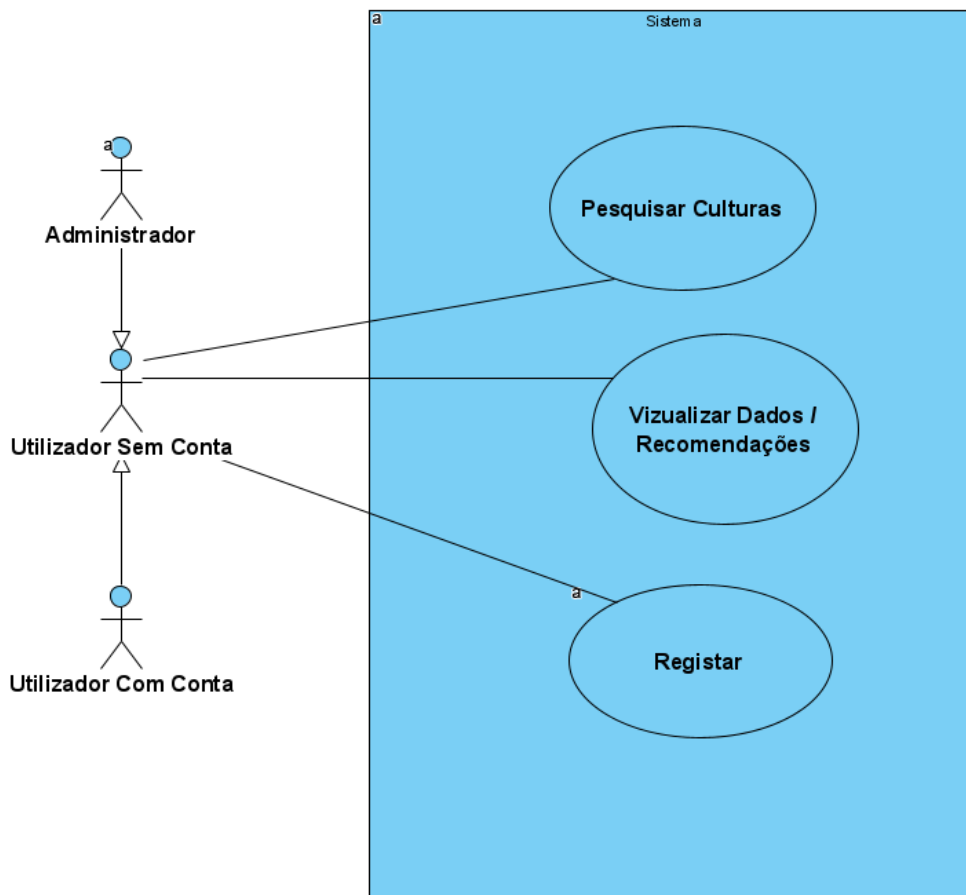 a
Sistema
a
Administrador
Pesquisar Culturas
Utilizador Sem Conta
Vizualizar Dados /
Recomendações
a
Registar
Utilizador Com Conta